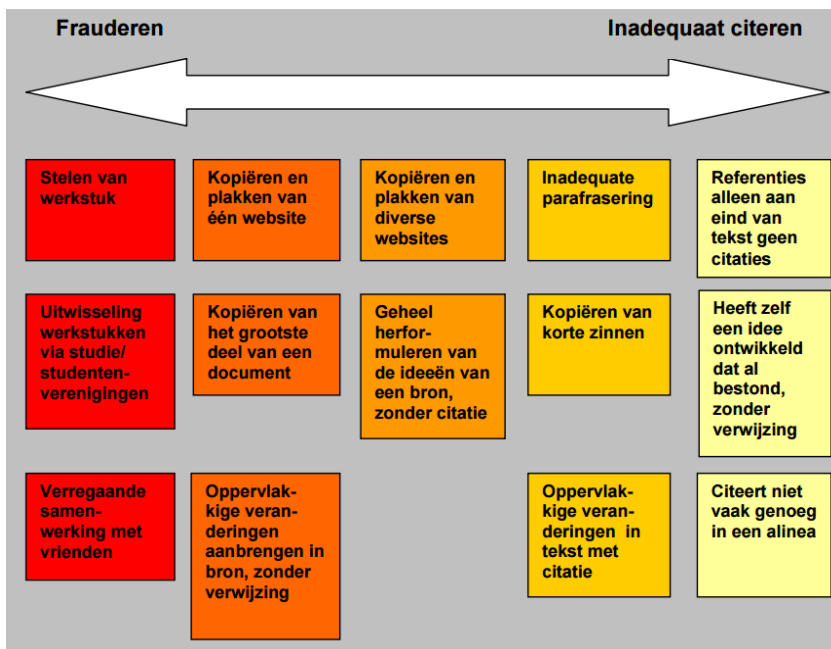 Frauderen
Inadequaat citeren
Stelen van
werkstuk
Kopiëren en
plakken van
één website
Kopiëren en
plakken van
diverse
websites
Inadequate
parafrasering
Referenties
alleen aan
eind van
tekst geen
citaties
Uitwisseling
werkstukken
via studie/
studenten-
verenigingen
Kopiëren van
het grootste
deel van een
document
Geheel
herfor-
muleren van
de ideeën van
een bron,
zonder citatie
Kopiëren van
korte zinnen
Heeft zelf
een idee
ontwikkeld
dat al
bestond,
zonder
verwijzing
Verregaande
samen-
werking met
vrienden
Oppervlak-
kige veran-
deringen
aanbrengen in
bron, zonder
verwijzing
Oppervlak-
kige veran-
deringen in
tekst met
citatie
Citeert niet
vaak genoeg
in een alinea